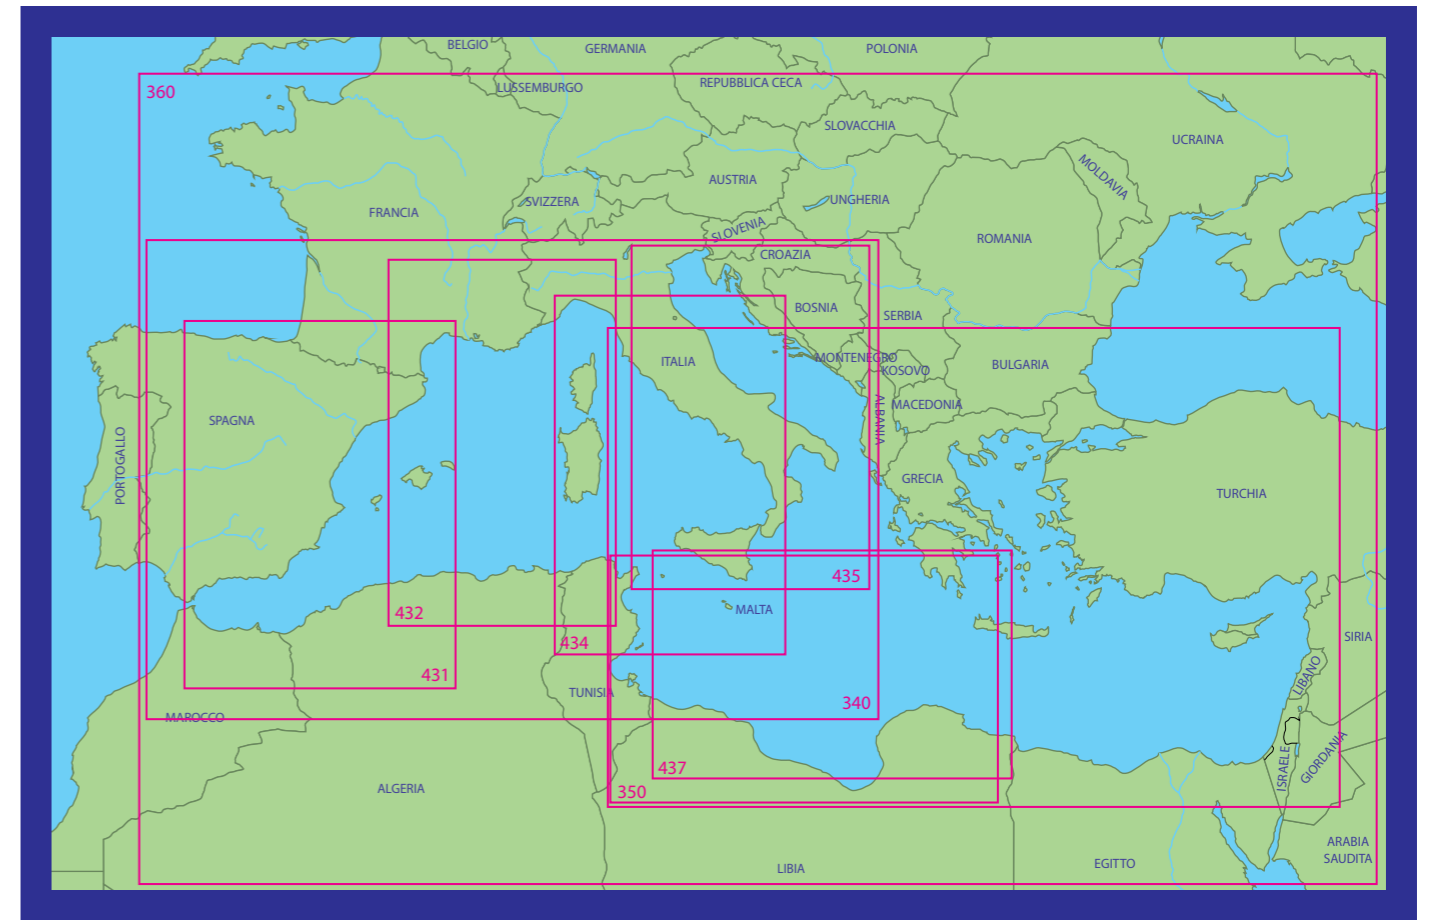 BELGIO
GERMANIA
POLONIA
360
LUSSEMBURGO
REPUBBLICA CECA
SLOVACCHIA
UCRAINA
MOLDAVIA
AUSTRIA
SVIZZERA
UNGHERIA
FRANCIA
SLOVENIA
ROMANIA
CROAZIA
BOSNIA
SERBIA
ITALIA
MONTENEGRO
KOSOVO
BULGARIA
MACEDONIA
ALBANIA
SPAGNA
PORTOGALLO
GRECIA
TURCHIA
435
432
MALTA
434
SIRIA
431
LIBANO
TUNISIA
340
MAROCCO
437
ISRAELE
GIORDANIA
350
ALGERIA
ARABIA
SAUDITA
LIBIA
EGITTO